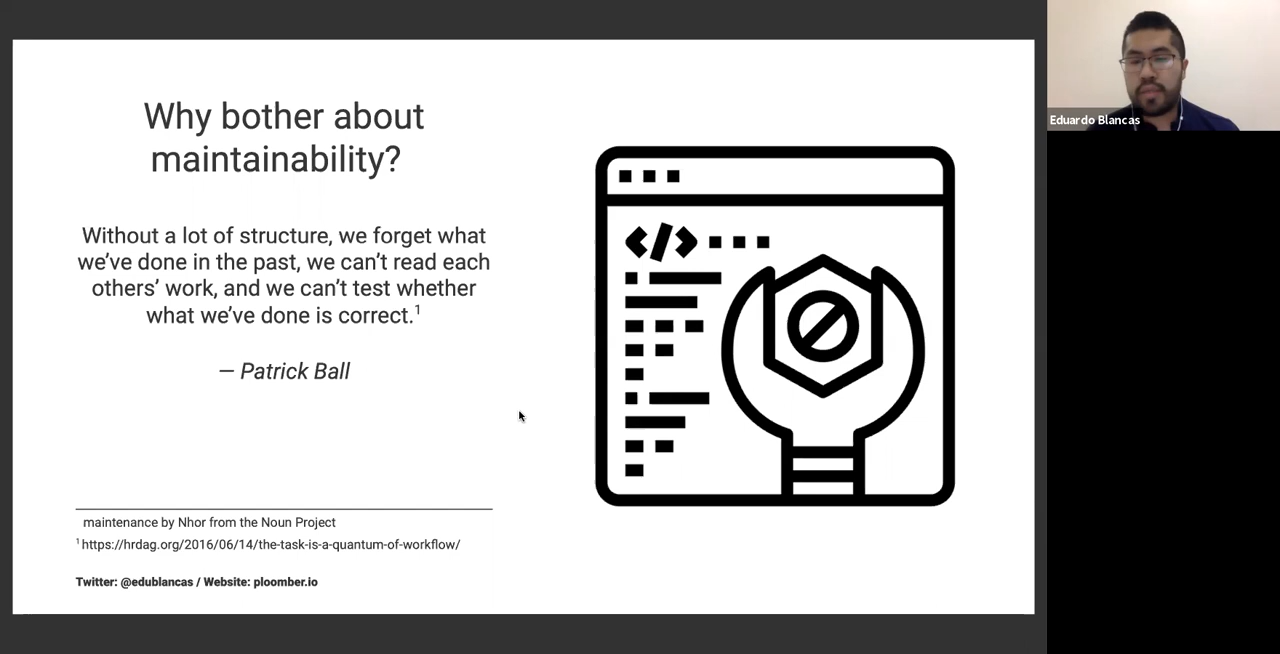 Why bother about
maintainability?
Without a lot of structure, we forget what
we’ve done in the past, we can’t read each
others’ work, and we can’t test whether
what we’ve done is correct.¹
— Patrick Ball
</>
maintenance by Nhor from the Noun Project
¹ https://hrdag.org/2016/06/14/the-task-is-a-quantum-of-workflow/
Twitter: @edublancas / Website: ploomber.io
Eduardo Blancas